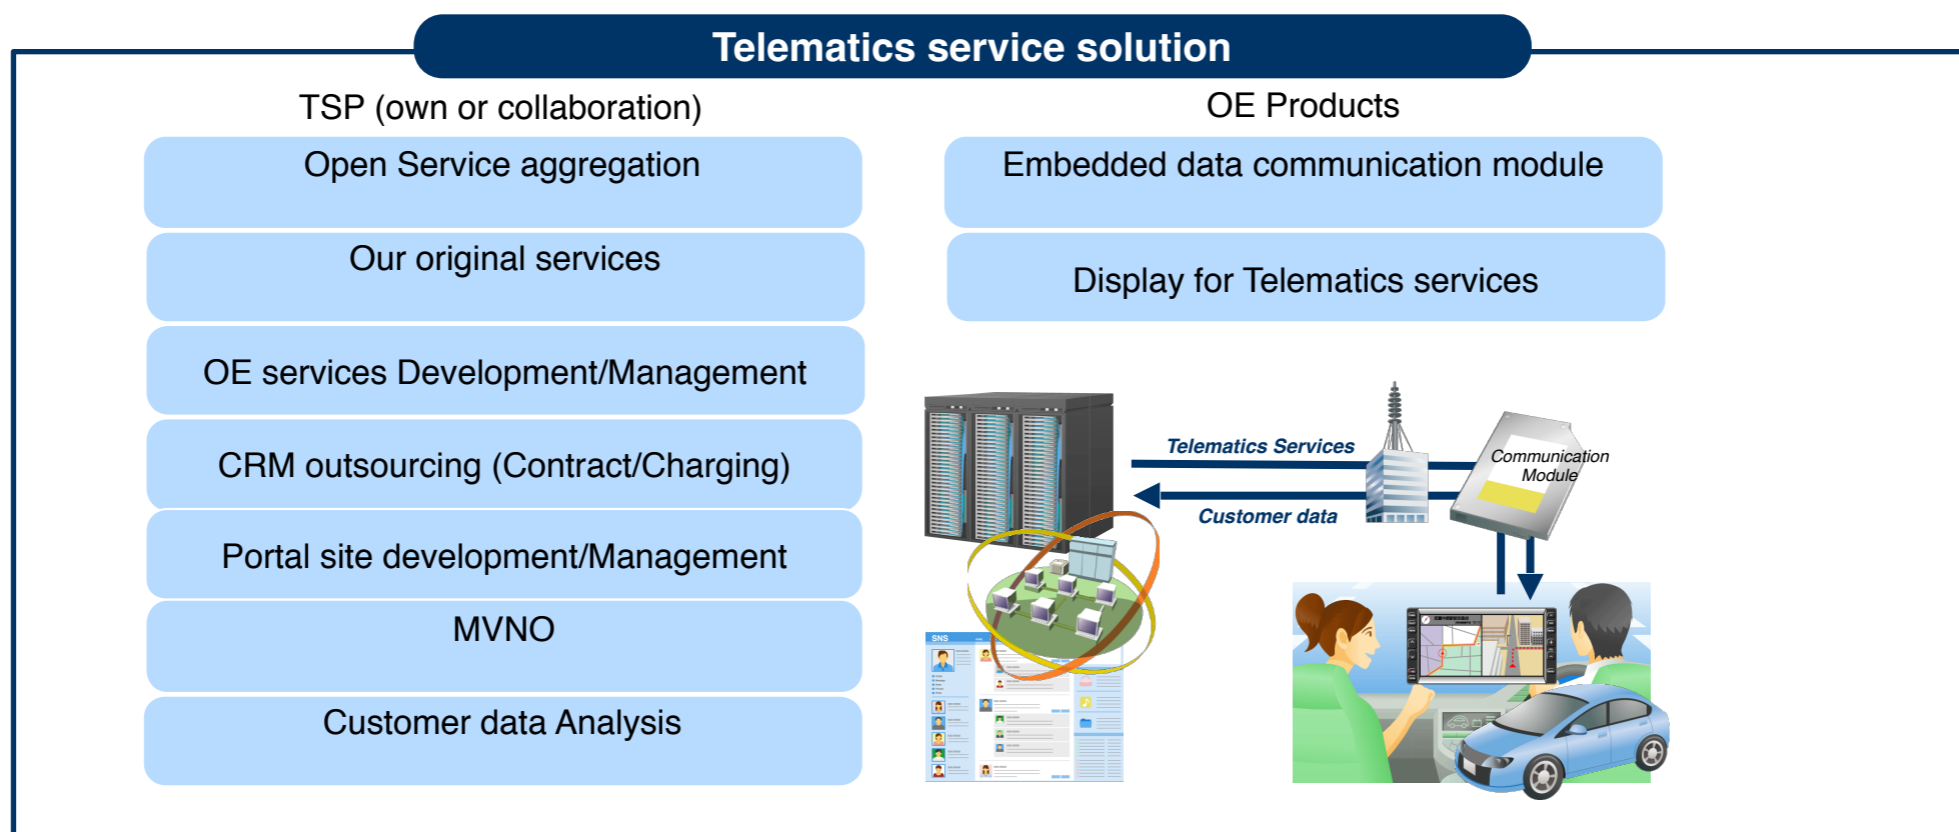 Telematics service solution
TSP (own or collaboration)
Open Service aggregation
Our original services
OE services Development/Management
CRM outsourcing (Contract/Charging)
Portal site development/Management
MVNO
Customer data Analysis
OE Products
Embedded data communication module
Display for Telematics services
Telematics Services
Customer data
Communication
Module
SNS